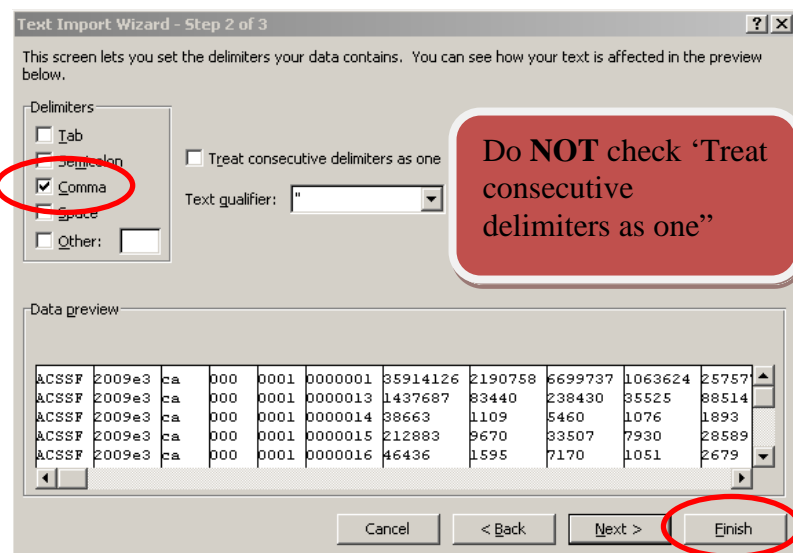 Text Import Wizard - Step 2 of 3
This screen lets you set the delimiters your data contains. You can see how your text is affected in the preview
below.
Delimiters
Tab
Semicolon
Comma
Space
Other:
Treat consecutive delimiters as one
Text qualifier: "
Do NOT check ‘Treat
consecutive
delimiters as one”
Data preview
ACSSF 2009e3 ca 000 0001 0000001 35914126 2190758 6699737 1063624 25757
ACSSF 2009e3 ca 000 0001 0000013 1437687 83440 238430 35525 88514
ACSSF 2009e3 ca 000 0001 0000014 38663 1109 5460 1076 1893
ACSSF 2009e3 ca 000 0001 0000015 212883 9670 33507 7930 28589
ACSSF 2009e3 ca 000 0001 0000016 46436 1595 7170 1051 2679
Cancel < Back Next > Finish